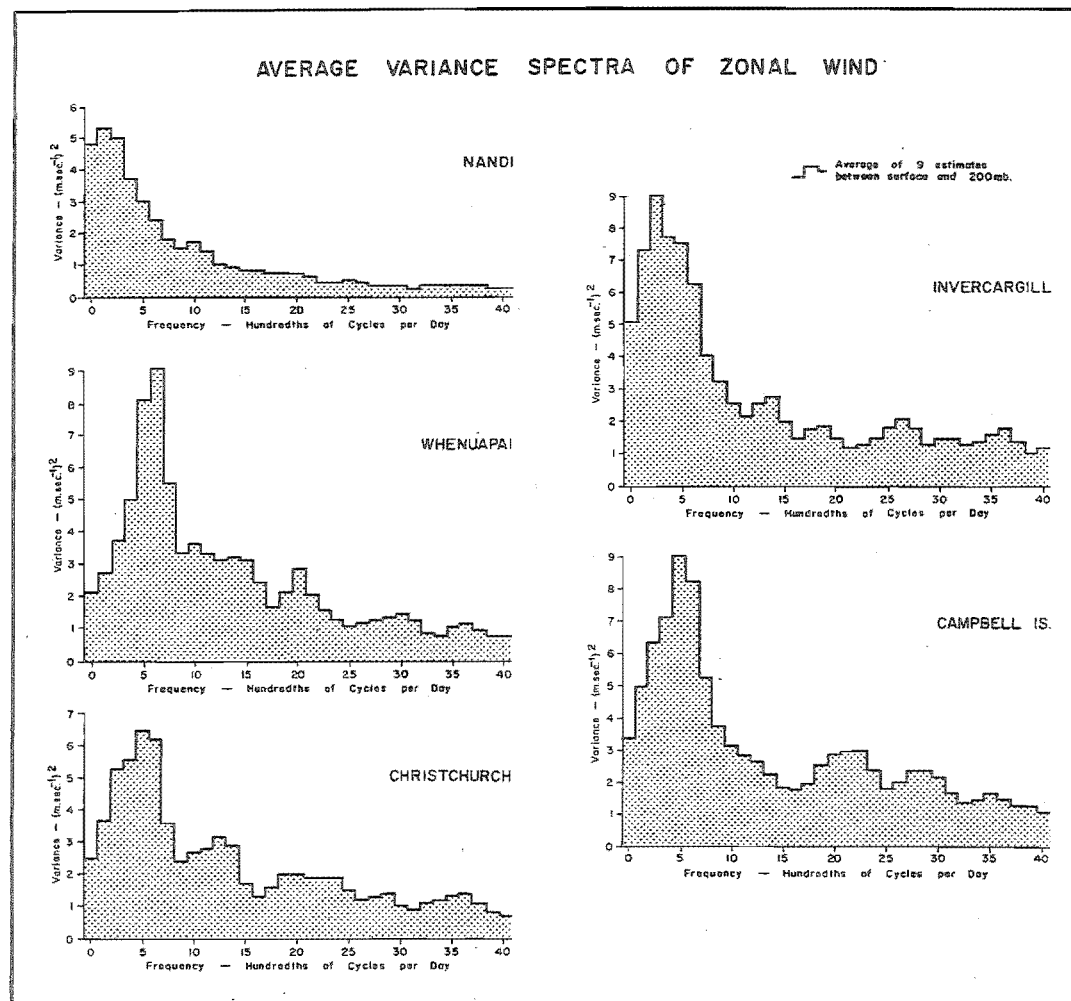 AVERAGE VARIANCE SPECTRA OF ZONAL WIND
NANDI
Variance — (m.sec.⁻¹)²
6
5
4
3
2
1
0
0 5 10 15 20 25 30 35 40
Frequency — Hundredths of Cycles per Day
WHENUAPAI
Variance — (m.sec.⁻¹)²
9
8
7
6
5
4
3
2
1
0
0 5 10 15 20 25 30 35 40
Frequency — Hundredths of Cycles per Day
CHRISTCHURCH
Variance — (m.sec.⁻¹)²
7
6
5
4
3
2
1
0
0 5 10 15 20 25 30 35 40
Frequency — Hundredths of Cycles per Day
Average of 9 estimates
between surface and 200mb.
INVERCARGILL
Variance — (m.sec.⁻¹)²
9
8
7
6
5
4
3
2
1
0
0 5 10 15 20 25 30 35 40
Frequency — Hundredths of Cycles per Day
CAMPBELL IS.
Variance — (m.sec.⁻¹)²
9
8
7
6
5
4
3
2
1
0
0 5 10 15 20 25 30 35 40
Frequency — Hundredths of Cycles per Day